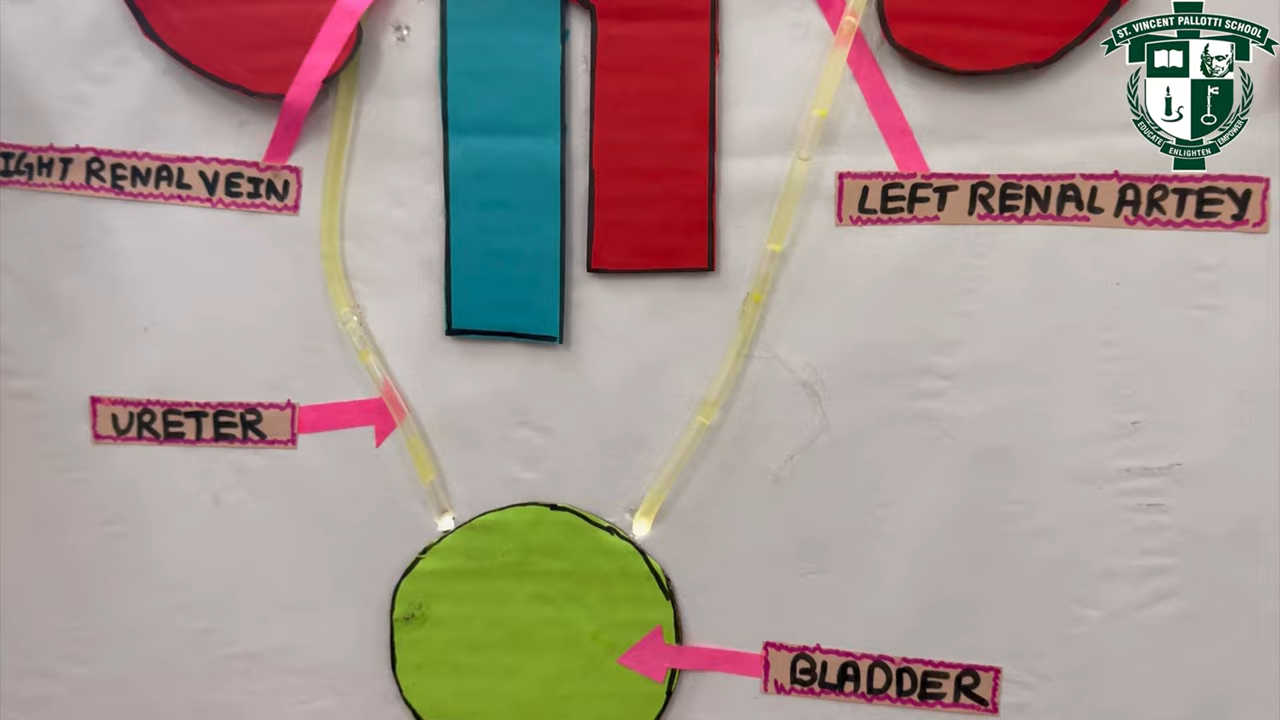 ST. VINCENT PALLOTTI SCHOOL
EDUCATE ENLIGHTEN EMPOWER
IGHT RENAL VEIN
LEFT RENAL ARTEY
URETER
BLADDER